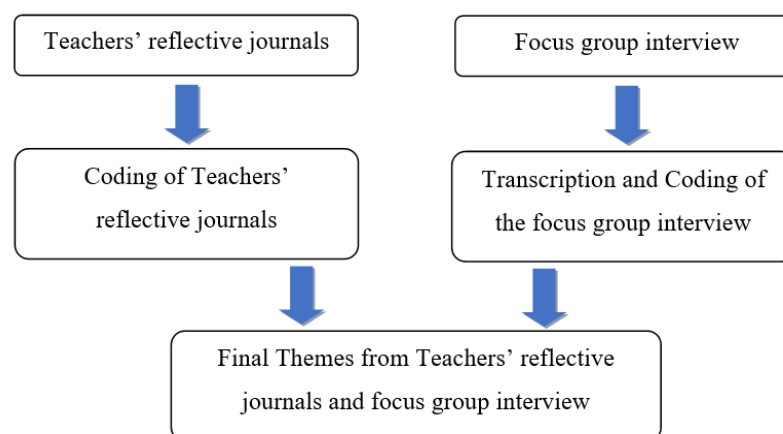 Teachers’ reflective journals
Focus group interview
Coding of Teachers’
reflective journals
Transcription and Coding of
the focus group interview
Final Themes from Teachers’ reflective
journals and focus group interview